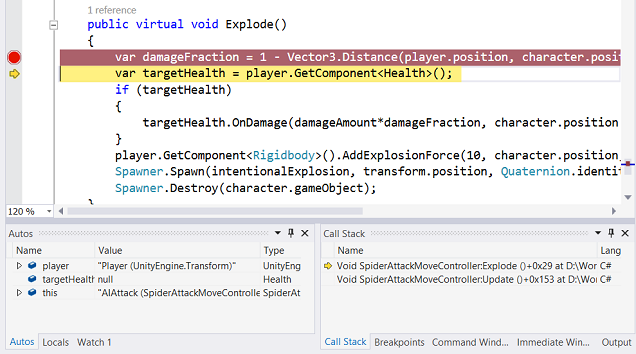 1 reference
public virtual void Explode()
{
var damageFraction = 1 - Vector3.Distance(player.position, character.posit
var targetHealth = player.GetComponent<Health>();
if (targetHealth)
{
targetHealth.OnDamage(damageAmount*damageFraction, character.position
}
player.GetComponent<Rigidbody>().AddExplosionForce(10, character.position,
Spawner.Spawn(intentionalExplosion, transform.position, Quaternion.identit
Spawner.Destroy(character.gameObject);
}
120 %
Autos
Name Value Type
player "Player (UnityEngine.Transform)" UnityEng
targetHealth null Health
this "AIAttack (SpiderAttackMoveControlle SpiderAt
Autos Locals Watch 1
Call Stack
Name Lang
Void SpiderAttackMoveController:Explode ()+0x29 at D:\Wor C#
Void SpiderAttackMoveController:Update ()+0x153 at D:\Wor C#
Call Stack Breakpoints Command Wind... Immediate Win... Output